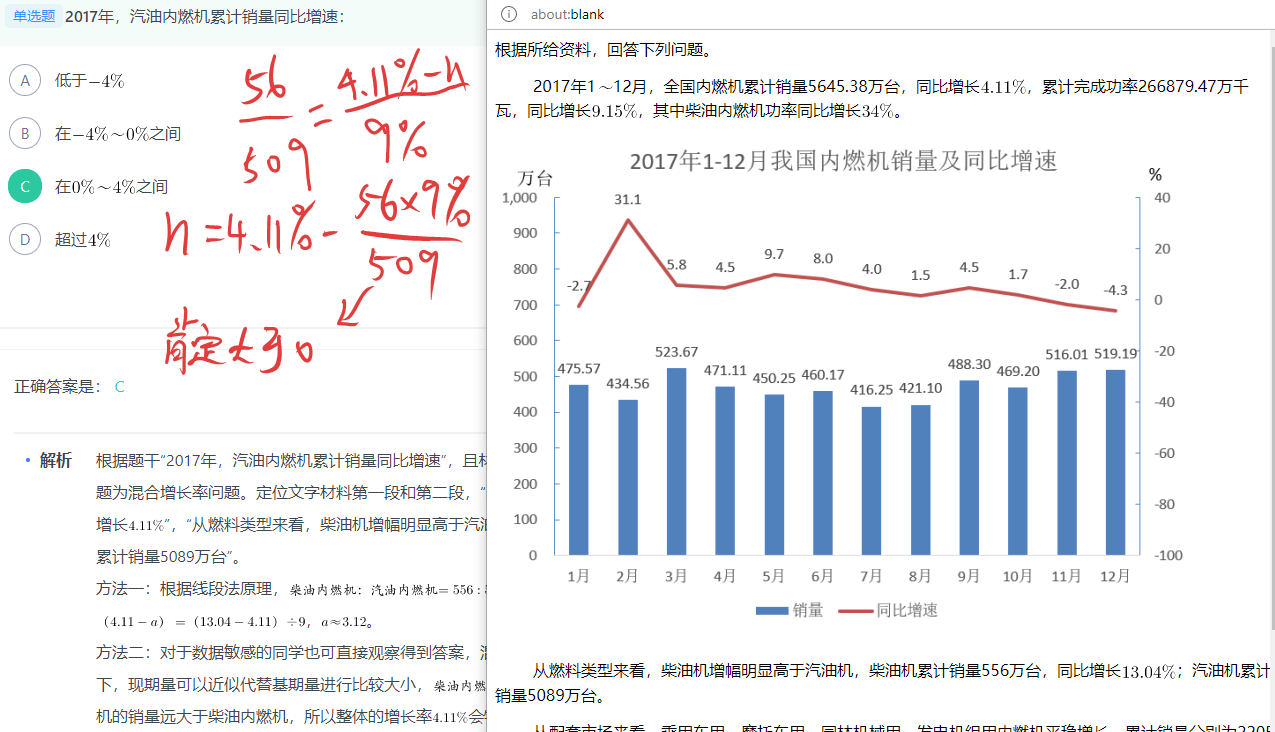 单选题 2017年，汽油内燃机累计销量同比增速：
A 低于−4%
B 在−4%～0%之间
C 在0%～4%之间
D 超过4%
56/509 = 4.11%-h/9%
h=4.11%-56×9%/509
肯定大于0
正确答案是： C
• 解析 根据题干“2017年，汽油内燃机累计销量同比增速”，且
题为混合增长率问题。定位文字材料第一段和第二段，“
增长4.11%”，“从燃料类型来看，柴油机增幅明显高于汽
累计销量5089万台”。
方法一：根据线段法原理，柴油内燃机：汽油内燃机= 556 :
（4.11 − a） =（13.04 − 4.11）÷9，a≈3.12。
方法二：对于数据敏感的同学也可直接观察得到答案，
下，现期量可以近似代替基期量进行比较大小，柴油内燃
机的销量远大于柴油内燃机，所以整体的增长率4.11%会
about:blank
根据所给资料，回答下列问题。
2017年1～12月，全国内燃机累计销量5645.38万台，同比增长4.11%，累计完成功率266879.47万千
瓦，同比增长9.15%，其中柴油内燃机功率同比增长34%。
2017年1-12月我国内燃机销量及同比增速
万台 %
1,000 900 800 700 600 500 400 300 200 100 0
40 20 0 -20 -40 -60 -80 -100
-2.7 31.1 5.8 4.5 9.7 8.0 4.0 1.5 4.5 1.7 -2.0 -4.3
475.57 434.56 523.67 471.11 450.25 460.17 416.25 421.10 488.30 469.20 516.01 519.19
1月 2月 3月 4月 5月 6月 7月 8月 9月 10月 11月 12月
销量 同比增速
从燃料类型来看，柴油机增幅明显高于汽油机，柴油机累计销量556万台，同比增长13.04%；汽油机累计
销量5089万台。